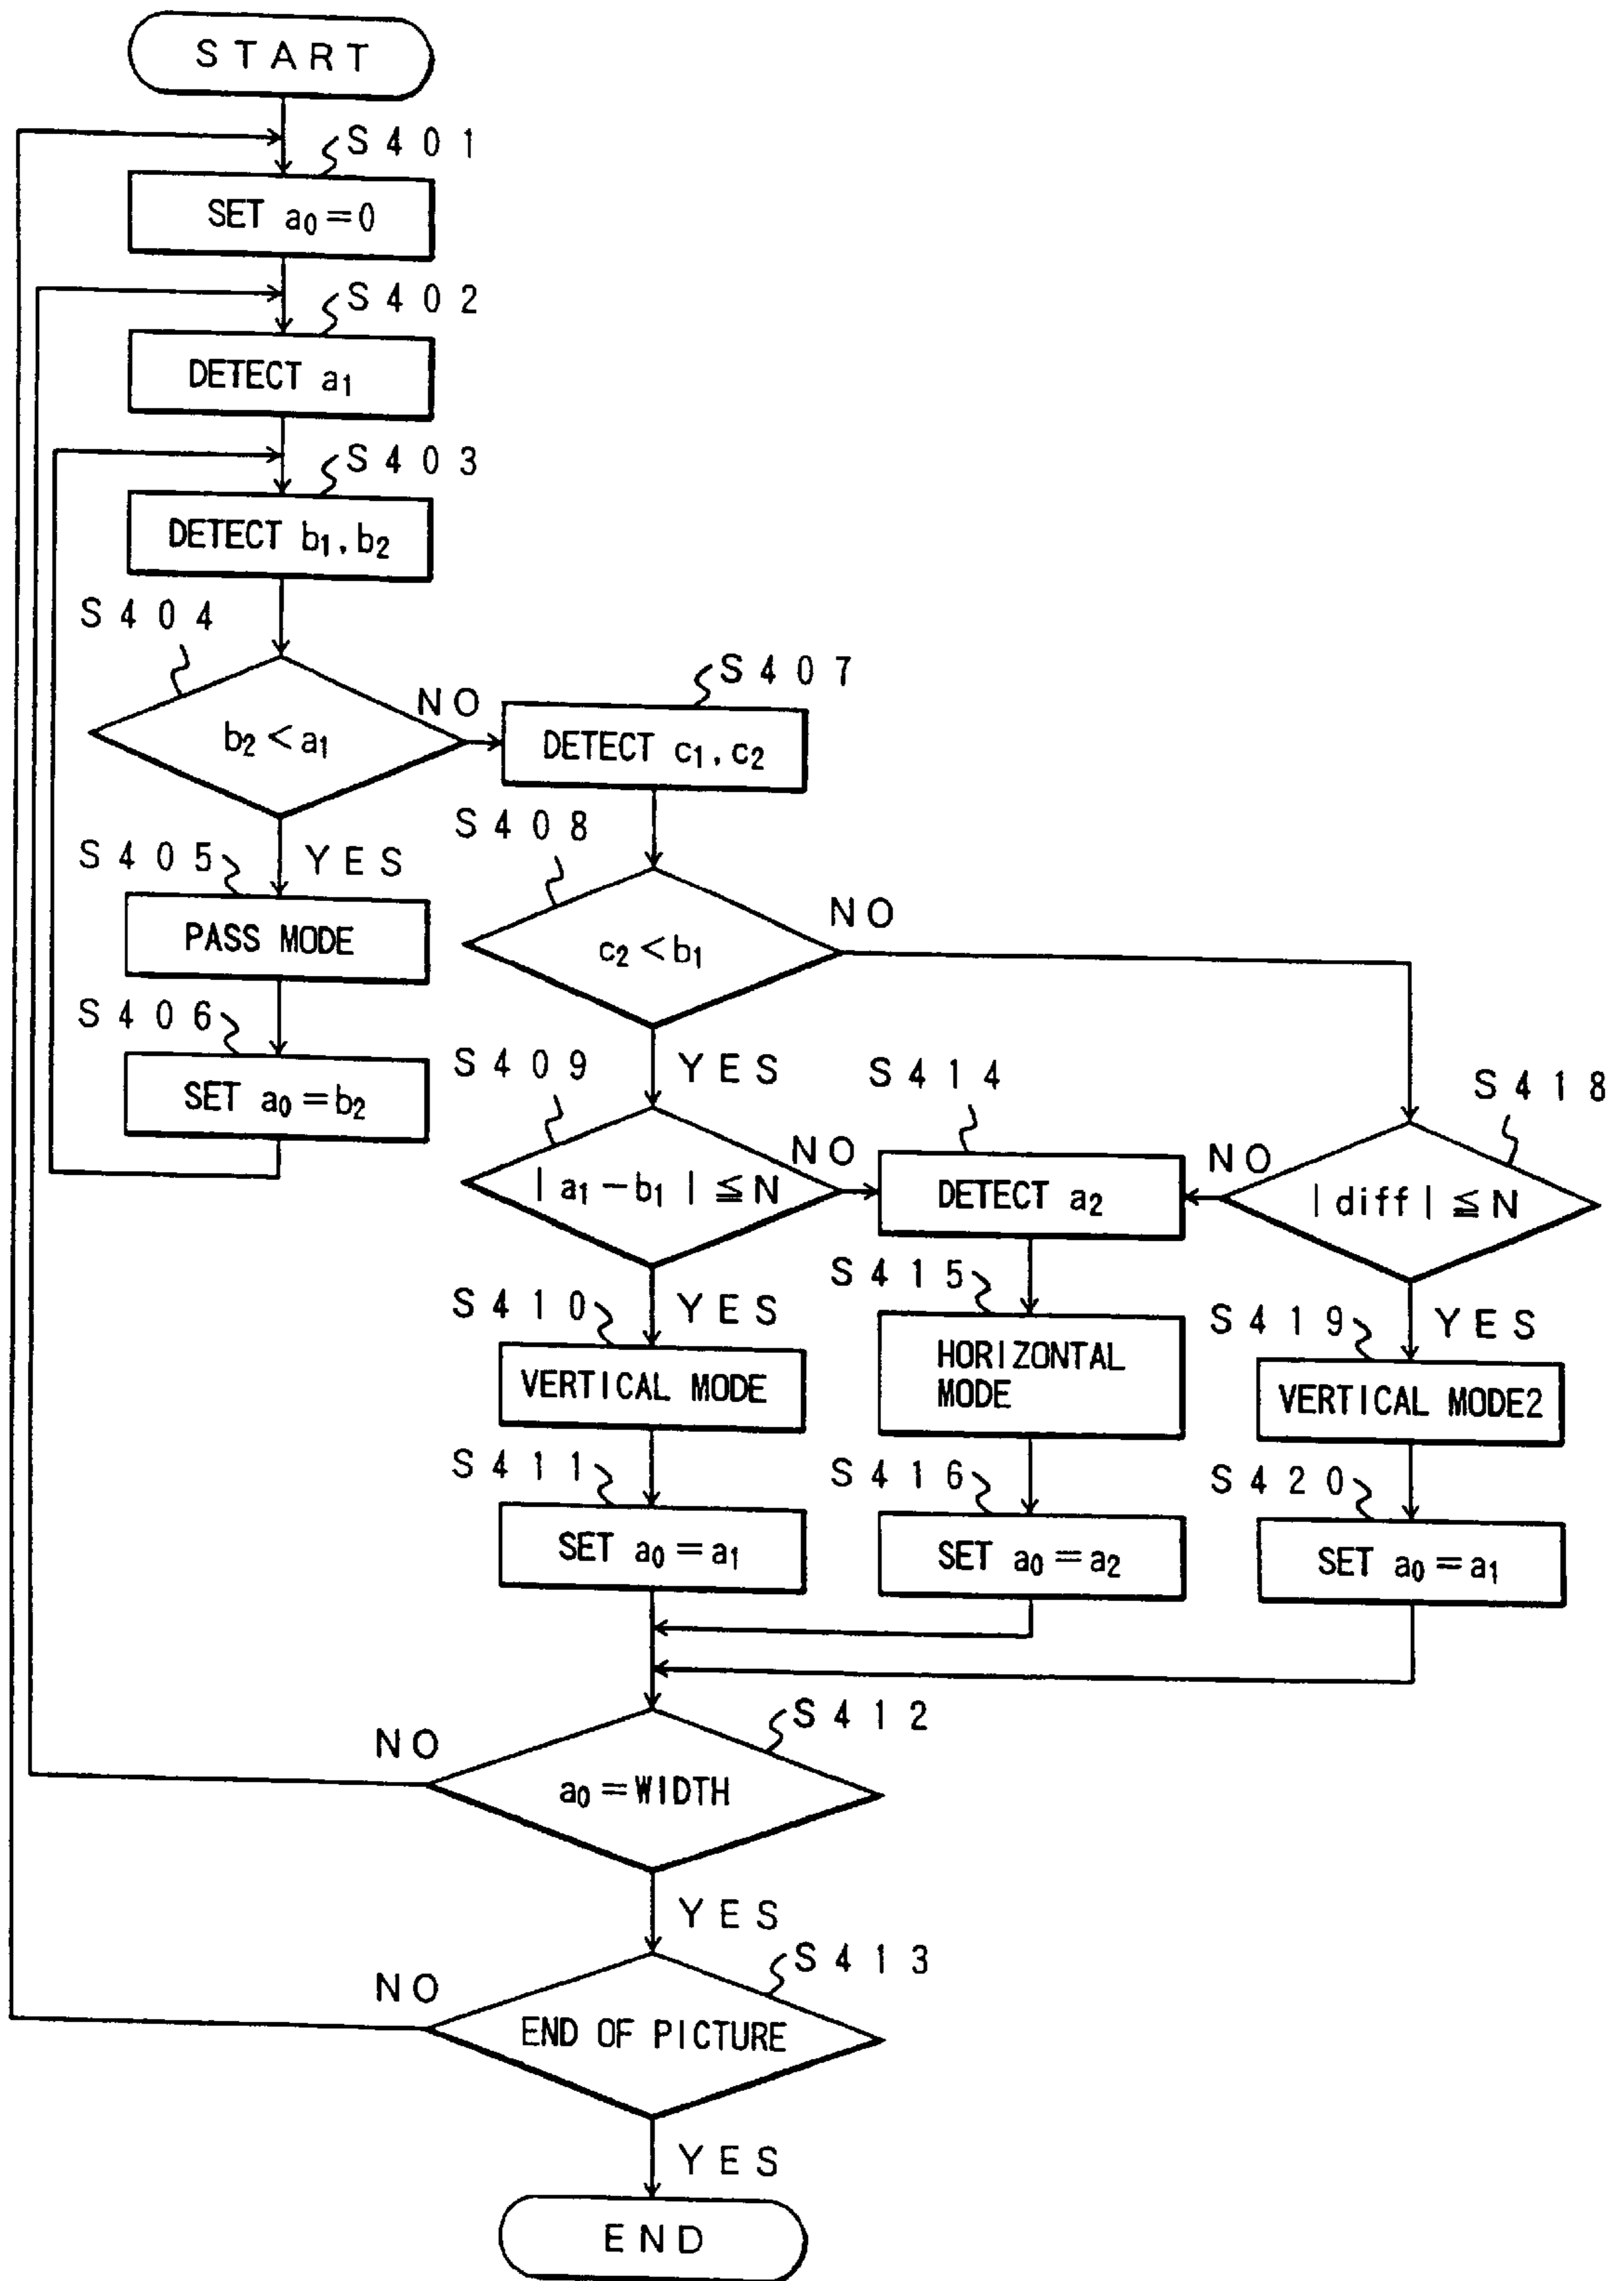 START
S401
SET a₀=0
S402
DETECT a₁
S403
DETECT b₁, b₂
S404
b₂<a₁
NO
YES
S405
PASS MODE
S406
SET a₀=b₂
S407
DETECT c₁, c₂
S408
c₂<b₁
NO
YES
S409
|a₁−b₁|≦N
NO
YES
S410
VERTICAL MODE
S411
SET a₀=a₁
S414
DETECT a₂
S415
HORIZONTAL
MODE
S416
SET a₀=a₂
S418
|diff|≦N
NO
YES
S419
VERTICAL MODE2
S420
SET a₀=a₁
S412
a₀=WIDTH
NO
YES
S413
END OF PICTURE
NO
YES
END